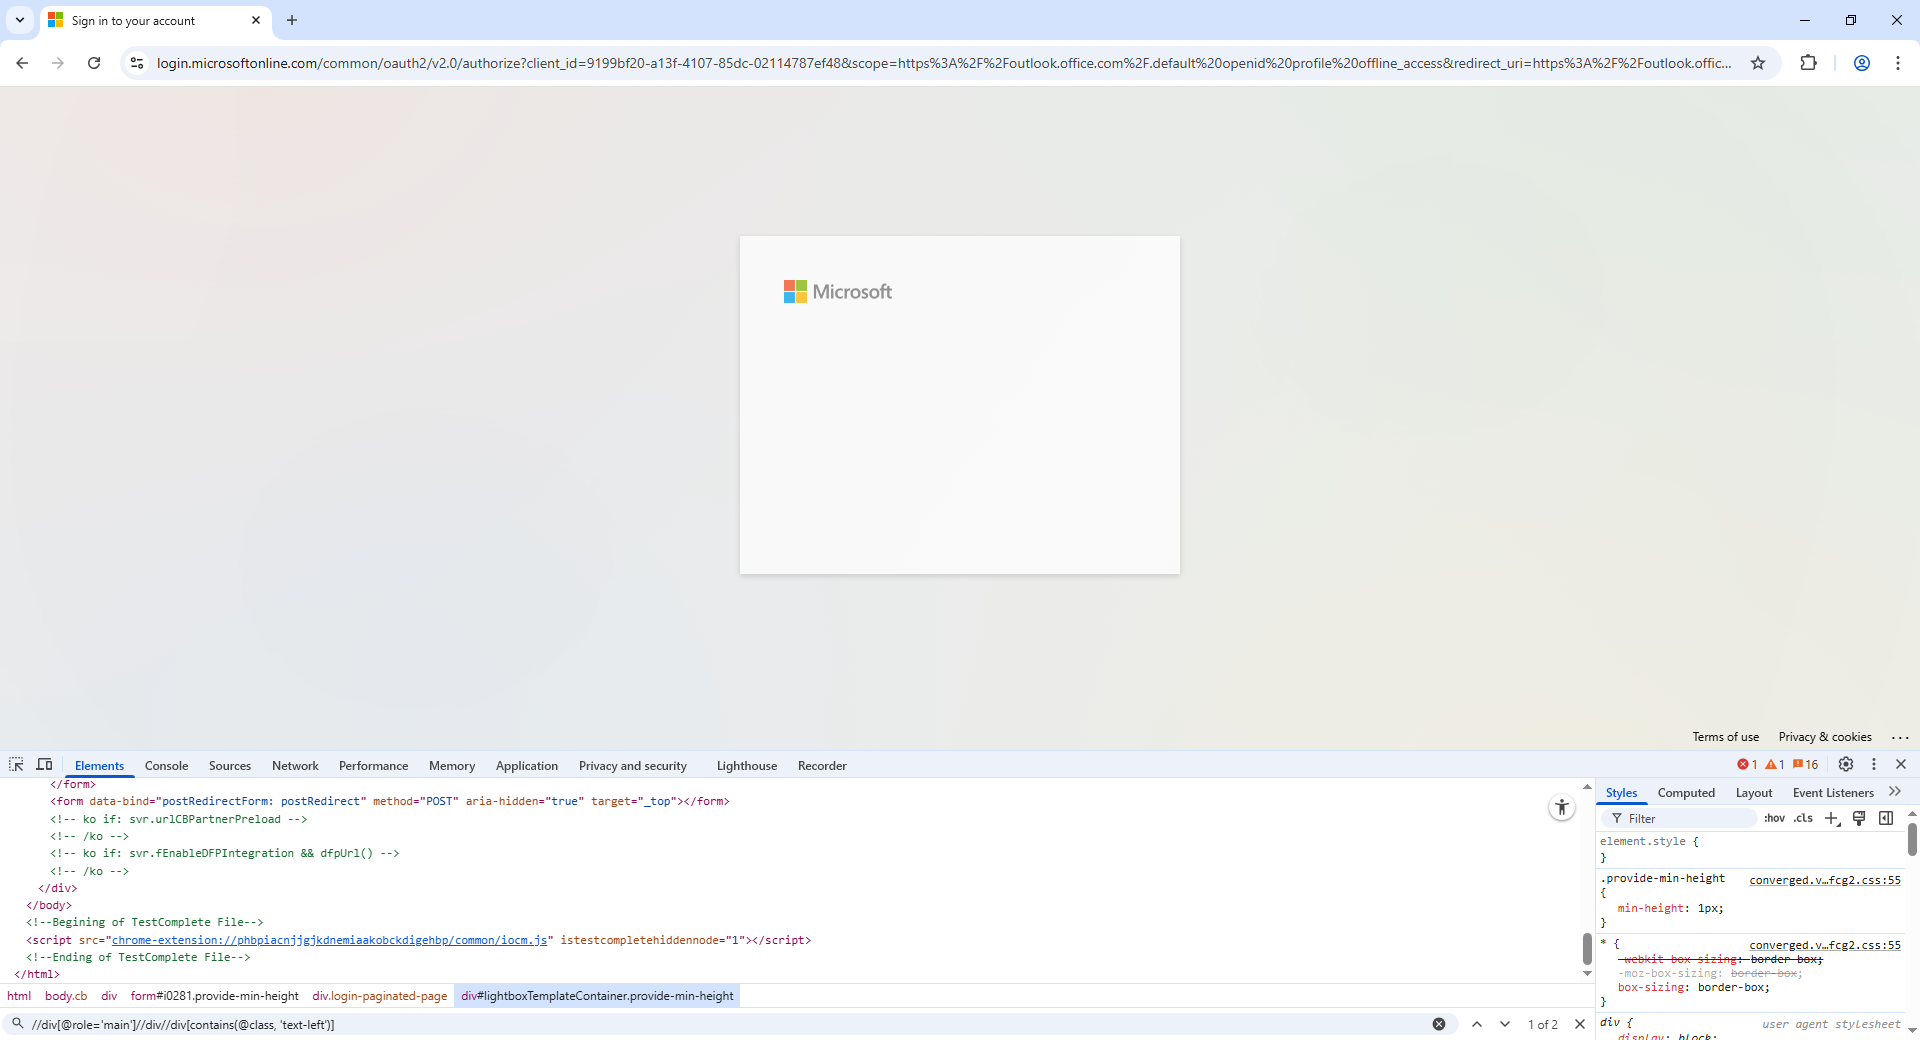 Sign in to your account
login.microsoftonline.com/common/oauth2/v2.0/authorize?client_id=9199bf20-a13f-4107-85dc-02114787ef48&scope=https%3A%2F%2Foutlook.office.com%2F.default%20openid%20profile%20offline_access&redirect_uri=https%3A%2F%2Foutlook.offic...
Microsoft
Terms of use Privacy & cookies ...
Elements Console Sources Network Performance Memory Application Privacy and security Lighthouse Recorder 1 1 16
</form>
<form data-bind="postRedirectForm: postRedirect" method="POST" aria-hidden="true" target="_top"></form>
<!-- ko if: svr.urlCBPartnerPreload -->
<!-- /ko -->
<!-- ko if: svr.fEnableDFPIntegration && dfpUrl() -->
<!-- /ko -->
</div>
</body>
<!--Begining of TestComplete File-->
<script src="chrome-extension://phbpiacnjjgjkdnemiaakobckdigehbp/common/iocm.js" istestcompletehiddennode="1"></script>
<!--Ending of TestComplete File-->
</html>
html body.cb div form#i0281.provide-min-height div.login-paginated-page div#lightboxTemplateContainer.provide-min-height
//div[@role='main']//div//div[contains(@class, 'text-left')]
1 of 2
Styles Computed Layout Event Listeners
Filter :hov .cls
element.style {
}
.provide-min-height converged.v…fcg2.css:55
{
min-height: 1px;
}
* { converged.v…fcg2.css:55
-webkit-box-sizing: border-box;
-moz-box-sizing: border-box;
box-sizing: border-box;
}
div { user agent stylesheet
display: block;